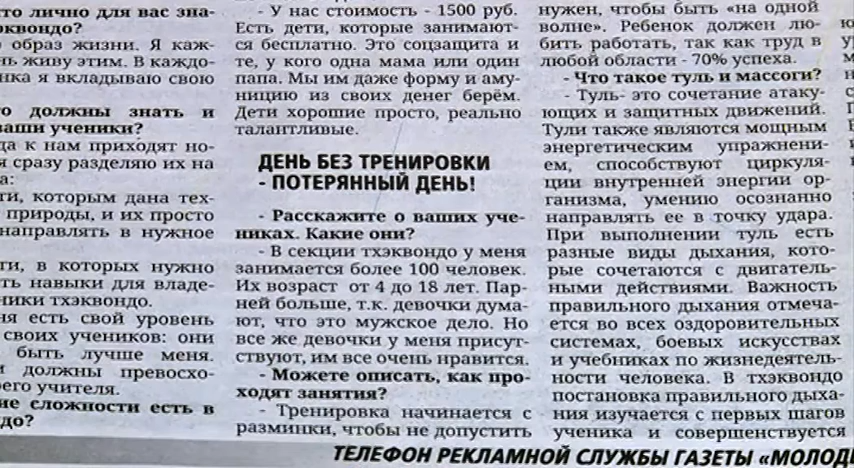 то лично для вас зна-
оквондо?
образ жизни. Я каж-
нь живу этим. В каждо-
нка я вкладываю свою
о должны знать и
ваши ученики?
да к нам приходят но-
я сразу разделяю их на
а:
ти, которым дана тех-
природы, и их просто
направлять в нужное
ти, в которых нужно
ть навыки для владе-
ники тхэквондо.
ня есть свой уровень
своих учеников: они
быть лучше меня.
и должны превосхо-
его учителя.
ие сложности есть в
до?
- У нас стоимость - 1500 руб.
Есть дети, которые занимают-
ся бесплатно. Это соцзащита и
те, у кого одна мама или один
папа. Мы им даже форму и аму-
ницию из своих денег берём.
Дети хорошие просто, реально
талантливые.
ДЕНЬ БЕЗ ТРЕНИРОВКИ
- ПОТЕРЯННЫЙ ДЕНЬ!
- Расскажите о ваших уче-
никах. Какие они?
- В секции тхэквондо у меня
занимается более 100 человек.
Их возраст от 4 до 18 лет. Пар-
ней больше, т.к. девочки дума-
ют, что это мужское дело. Но
все же девочки у меня присут-
ствуют, им все очень нравится.
- Можете описать, как про-
ходят занятия?
- Тренировка начинается с
разминки, чтобы не допустить
нужен, чтобы быть «на одной
волне». Ребенок должен лю-
бить работать, так как труд в
любой области - 70% успеха.
- Что такое туль и массоги?
- Туль- это сочетание атаку-
ющих и защитных движений.
Тули также являются мощным
энергетическим упражнени-
ем, способствуют циркуля-
ции внутренней энергии ор-
ганизма, умению осознанно
направлять ее в точку удара.
При выполнении туль есть
разные виды дыхания, кото-
рые сочетаются с двигатель-
ными действиями. Важность
правильного дыхания отмеча-
ется во всех оздоровительных
системах, боевых искусствах
и учебниках по жизнедеятель-
ности человека. В тхэквондо
постановка правильного дыха-
ния изучается с первых шагов
ученика и совершенствуется
ТЕЛЕФОН РЕКЛАМНОЙ СЛУЖБЫ ГАЗЕТЫ «МОЛОДЕ